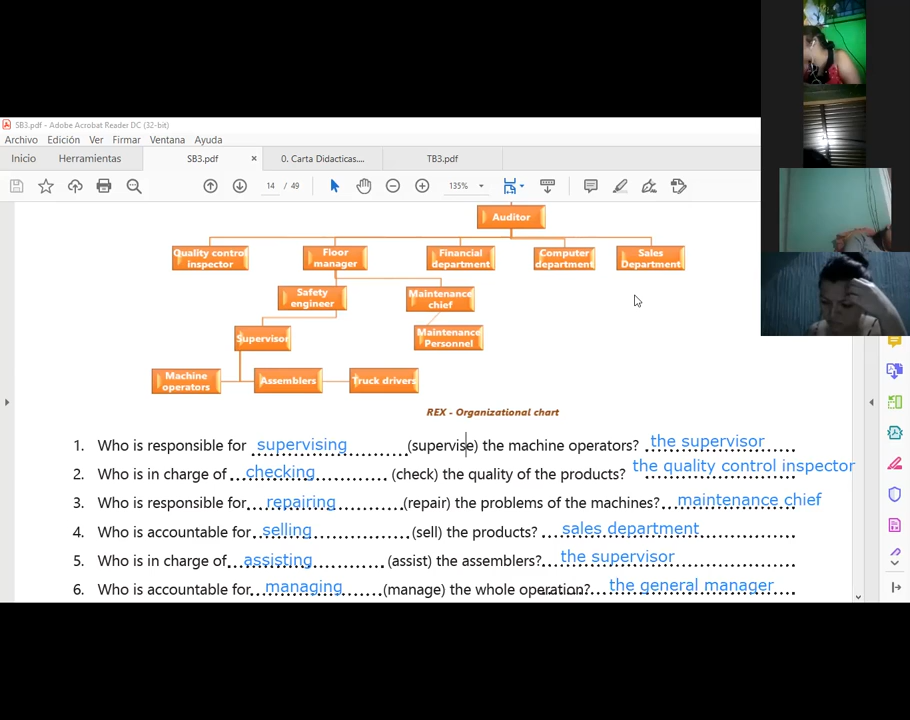 SB3.pdf - Adobe Acrobat Reader DC (32-bit)
Archivo Edición Ver Firmar Ventana Ayuda
Inicio Herramientas SB3.pdf × 0. Carta Didacticas.... TB3.pdf
14 / 49 135%
Auditor
Quality control inspector
Floor manager
Financial department
Computer department
Sales Department
Safety engineer
Maintenance chief
Supervisor
Maintenance Personnel
Machine operators
Assemblers
Truck drivers
REX - Organizational chart
1. Who is responsible for supervising (supervise) the machine operators? the supervisor
2. Who is in charge of checking (check) the quality of the products? the quality control inspector
3. Who is responsible for repairing (repair) the problems of the machines? maintenance chief
4. Who is accountable for selling (sell) the products? sales department
5. Who is in charge of assisting (assist) the assemblers? the supervisor
6. Who is accountable for managing (manage) the whole operation? the general manager